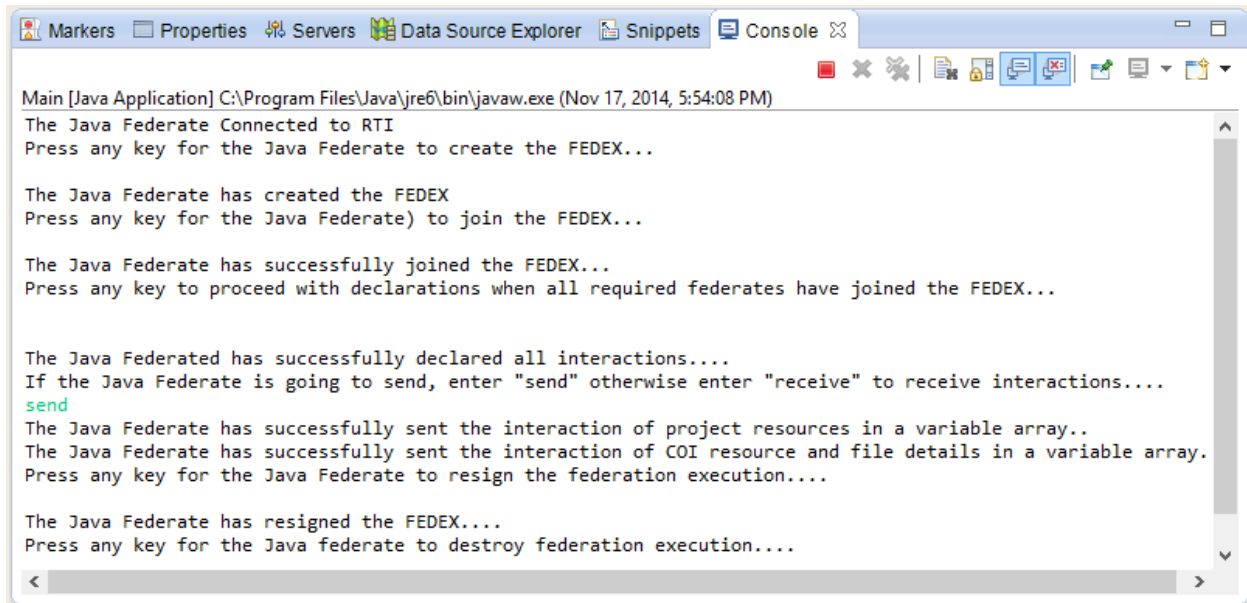 Markers Properties Servers Data Source Explorer Snippets Console
Main [Java Application] C:\Program Files\Java\jre6\bin\javaw.exe (Nov 17, 2014, 5:54:08 PM)
The Java Federate Connected to RTI
Press any key for the Java Federate to create the FEDEX...
The Java Federate has created the FEDEX
Press any key for the Java Federate) to join the FEDEX...
The Java Federate has successfully joined the FEDEX...
Press any key to proceed with declarations when all required federates have joined the FEDEX...
The Java Federated has successfully declared all interactions....
If the Java Federate is going to send, enter "send" otherwise enter "receive" to receive interactions....
send
The Java Federate has successfully sent the interaction of project resources in a variable array..
The Java Federate has successfully sent the interaction of COI resource and file details in a variable array.
Press any key for the Java Federate to resign the federation execution....
The Java Federate has resigned the FEDEX....
Press any key for the Java federate to destroy federation execution....